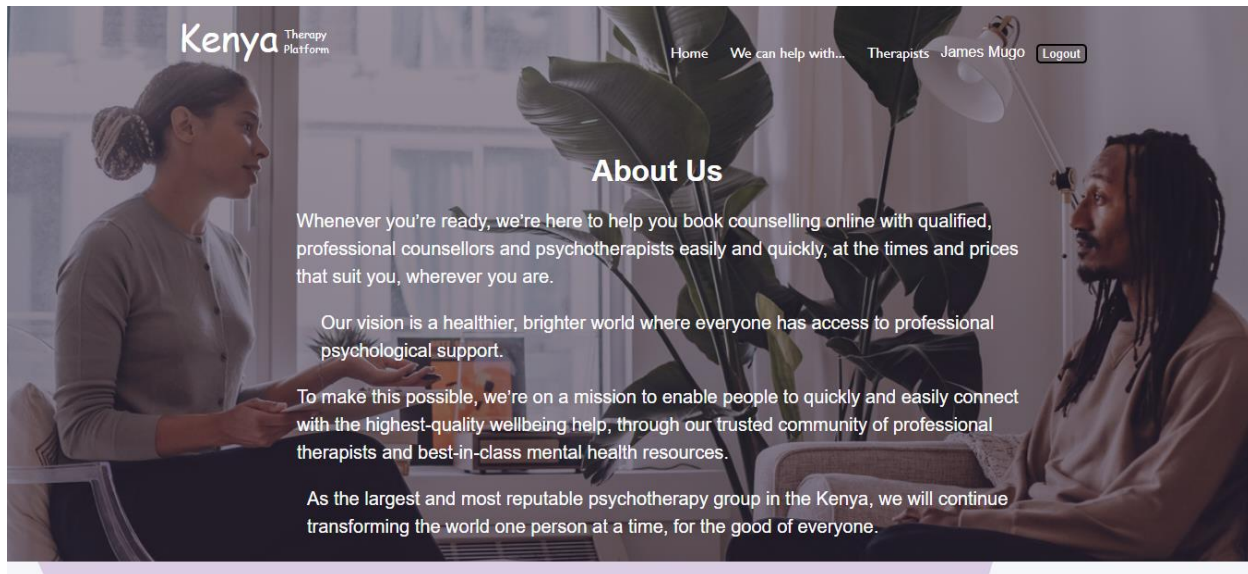 Kenya Therapy
Platform
Home We can help with... Therapists James Mugo Logout
About Us
Whenever you're ready, we're here to help you book counselling online with qualified,
professional counsellors and psychotherapists easily and quickly, at the times and prices
that suit you, wherever you are.
Our vision is a healthier, brighter world where everyone has access to professional
psychological support.
To make this possible, we're on a mission to enable people to quickly and easily connect
with the highest-quality wellbeing help, through our trusted community of professional
therapists and best-in-class mental health resources.
As the largest and most reputable psychotherapy group in the Kenya, we will continue
transforming the world one person at a time, for the good of everyone.